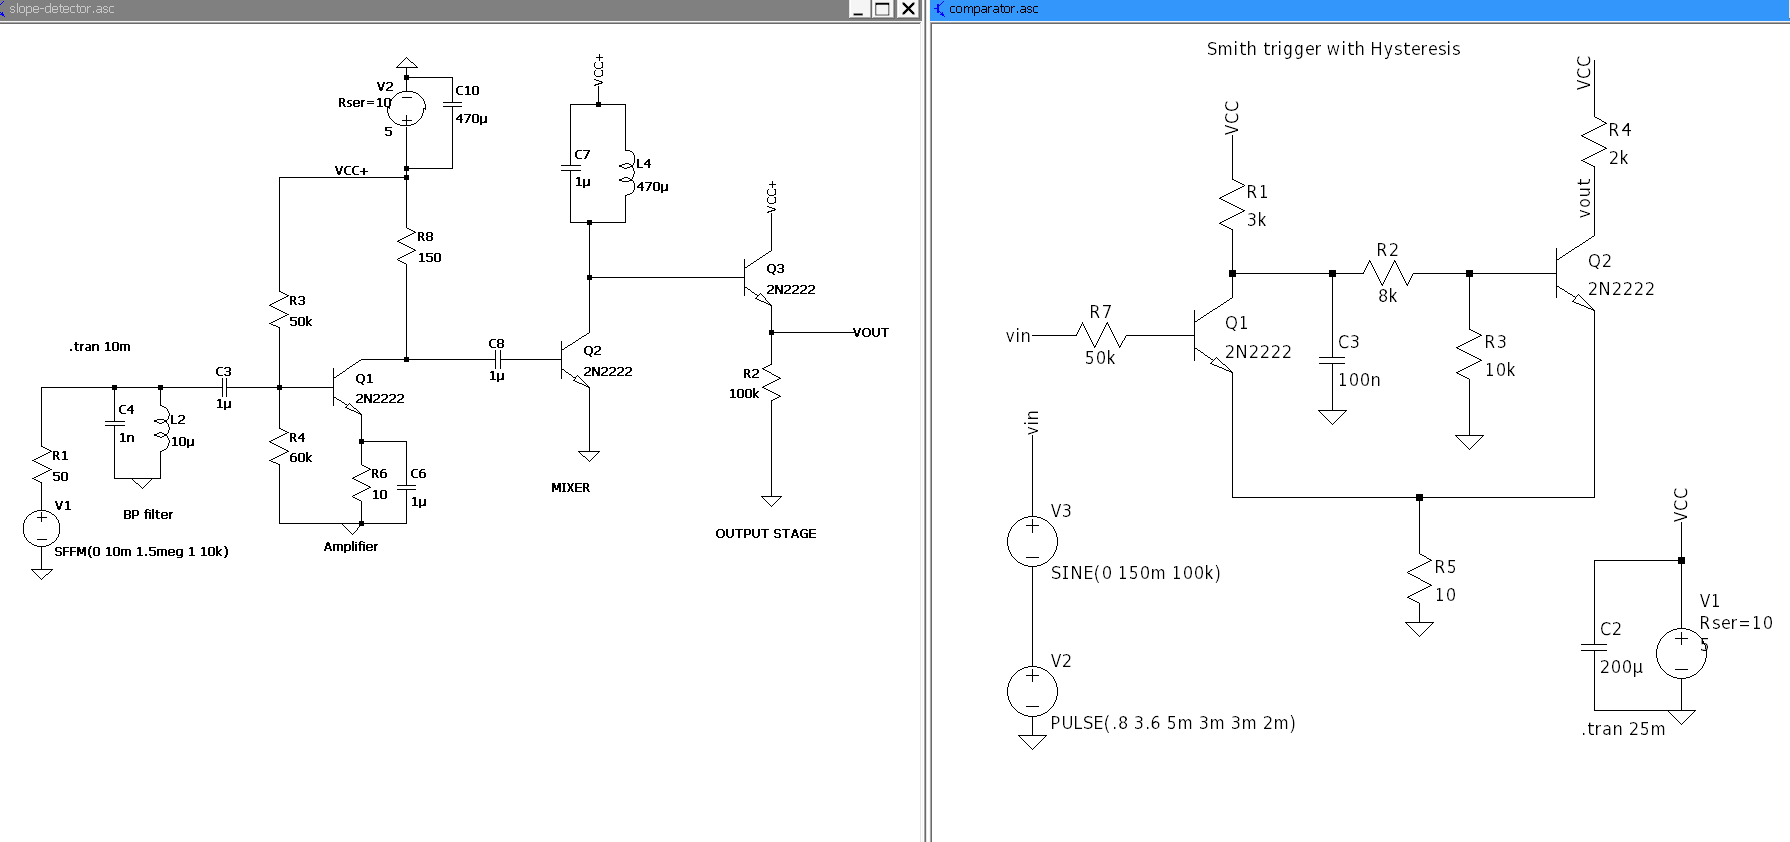 slope-detector.asc
V2
Rser=10
5
C10
470µ
VCC+
VCC+
C7
1µ
L4
470µ
VCC+
R8
150
R3
50k
Q3
2N2222
VOUT
.tran 10m
C8
1µ
Q2
2N2222
R2
100k
C3
1µ
Q1
2N2222
C4
1n
L2
10µ
R4
60k
R1
50
R6
10
C6
1µ
V1
SFFM(0 10m 1.5meg 1 10k)
BP filter
Amplifier
MIXER
OUTPUT STAGE
comparator.asc
Smith trigger with Hysteresis
VCC
VCC
R4
2k
R1
3k
vout
R2
8k
Q2
2N2222
vin
R7
50k
Q1
2N2222
C3
100n
R3
10k
vin
V3
SINE(0 150m 100k)
R5
10
VCC
V1
Rser=10
5
C2
200µ
V2
PULSE(.8 3.6 5m 3m 3m 2m)
.tran 25m